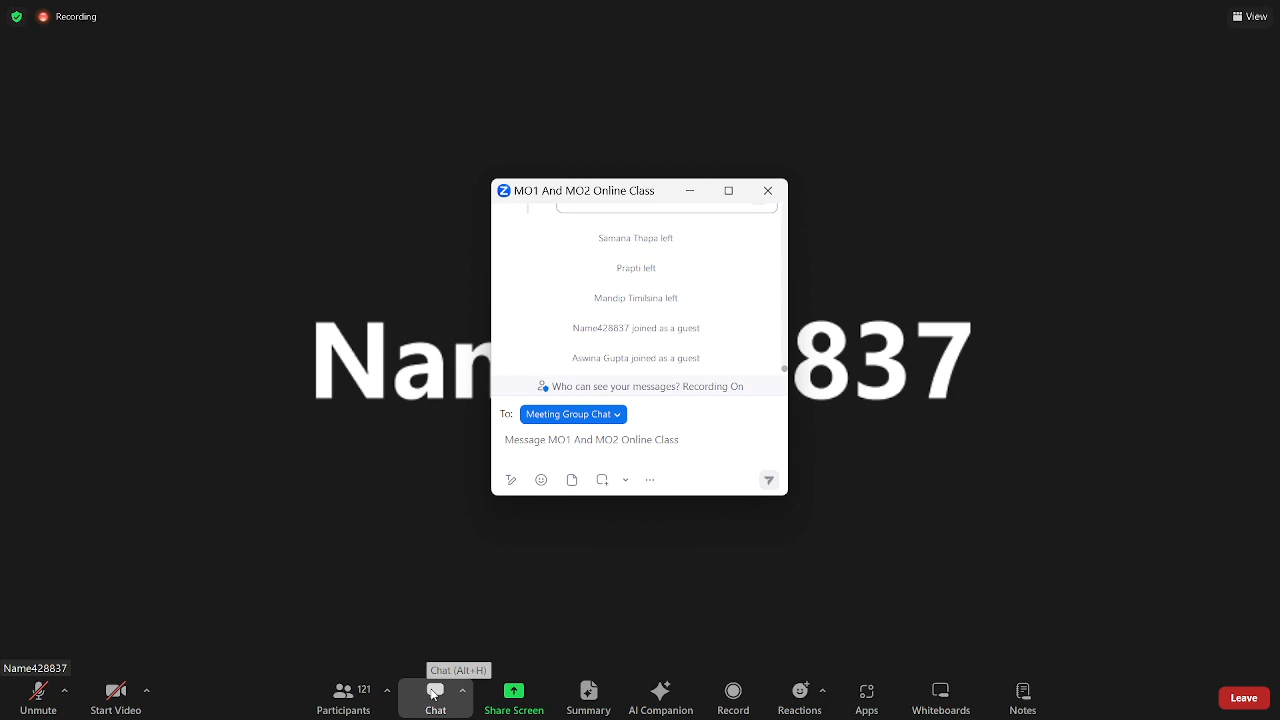 Recording
View
MO1 And MO2 Online Class
Samana Thapa left
Prapti left
Mandip Timilsina left
Name428837 joined as a guest
Aswina Gupta joined as a guest
Who can see your messages? Recording On
To: Meeting Group Chat
Message MO1 And MO2 Online Class
Nam 837
Name428837
Chat (Alt+H)
Unmute
Start Video
121
Participants
Chat
Share Screen
Summary
AI Companion
Record
Reactions
Apps
Whiteboards
Notes
Leave